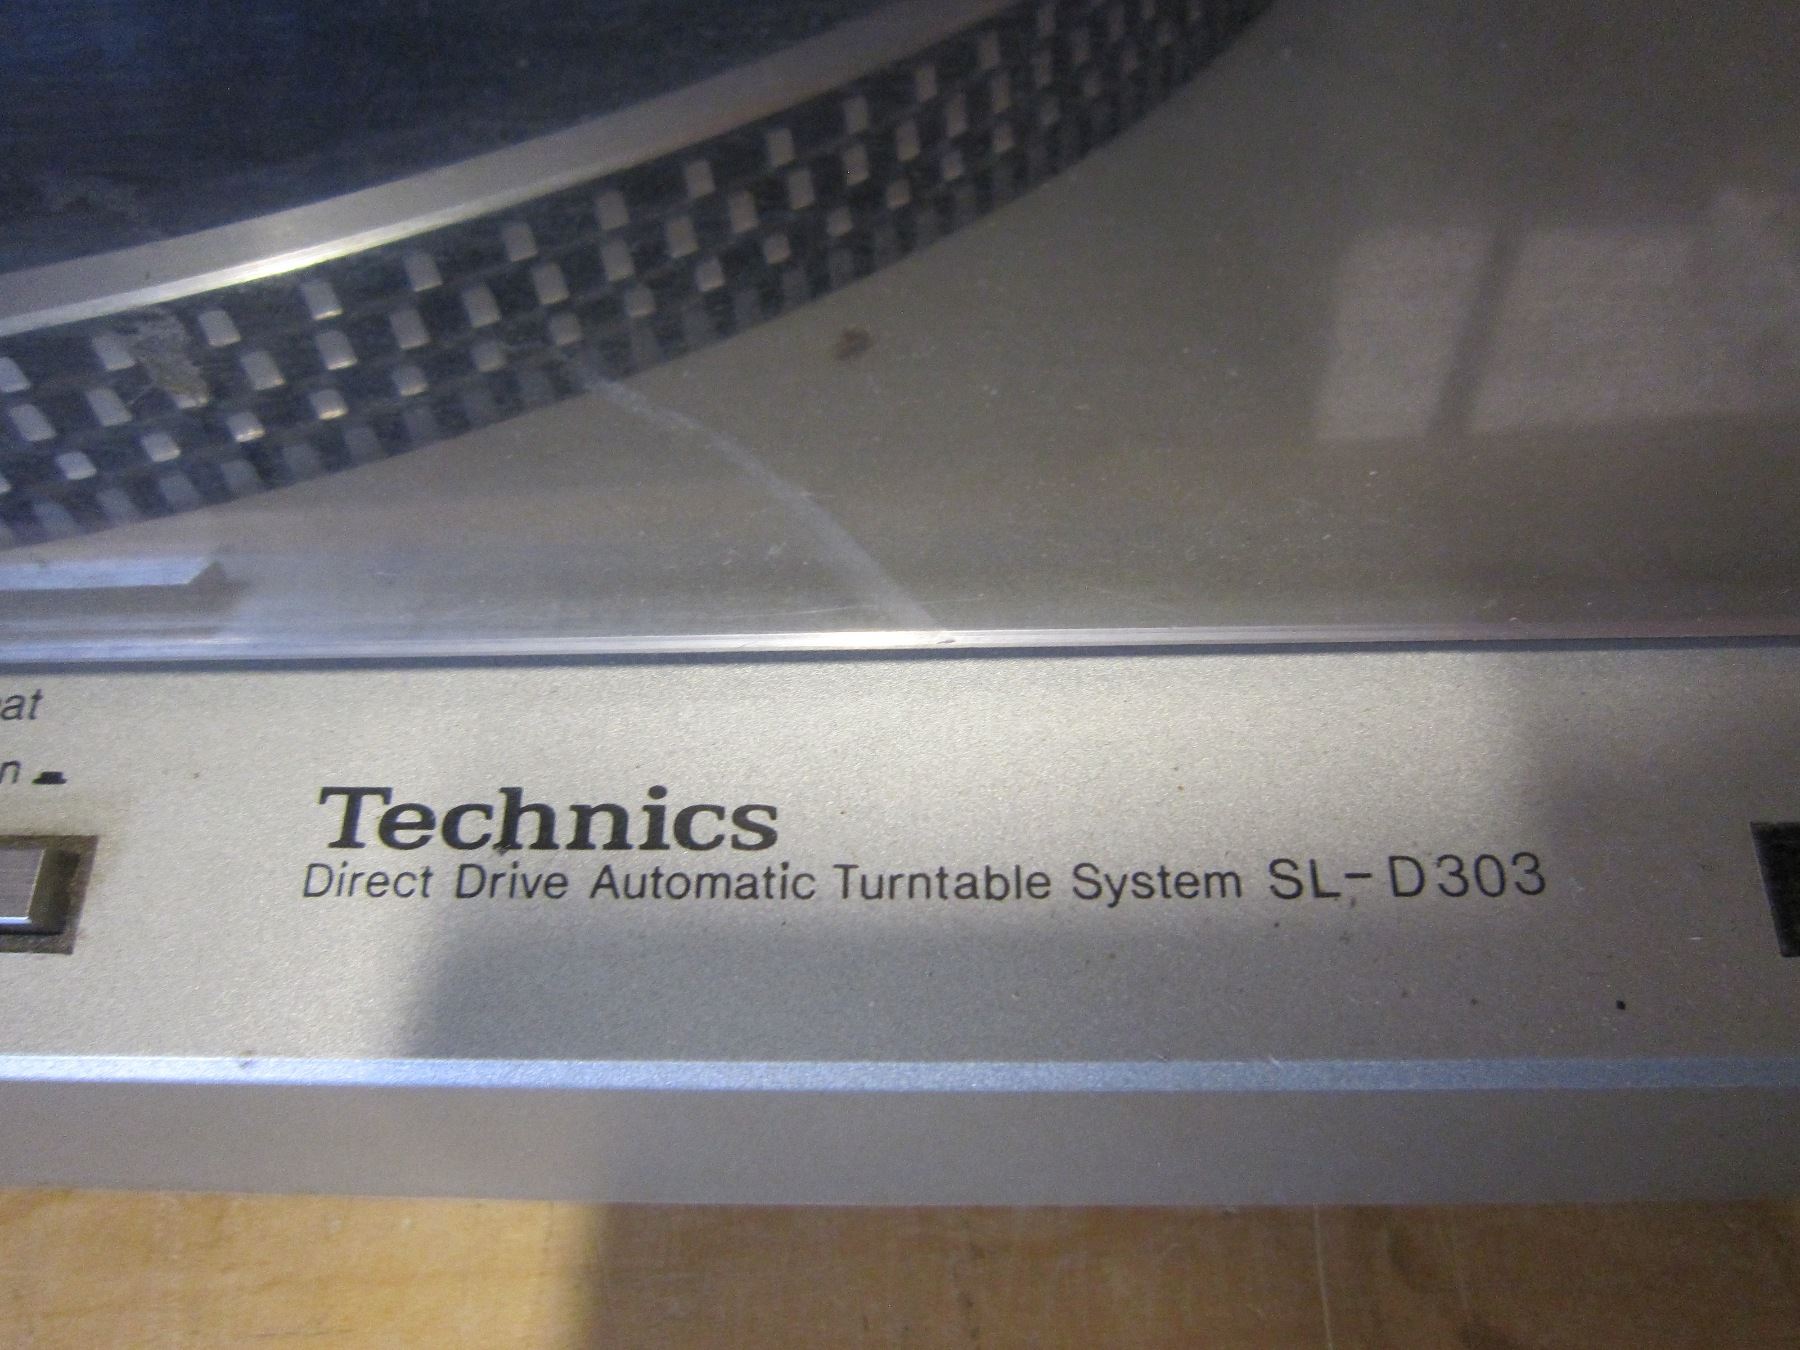 Technics
Direct Drive Automatic Turntable System SL-D303